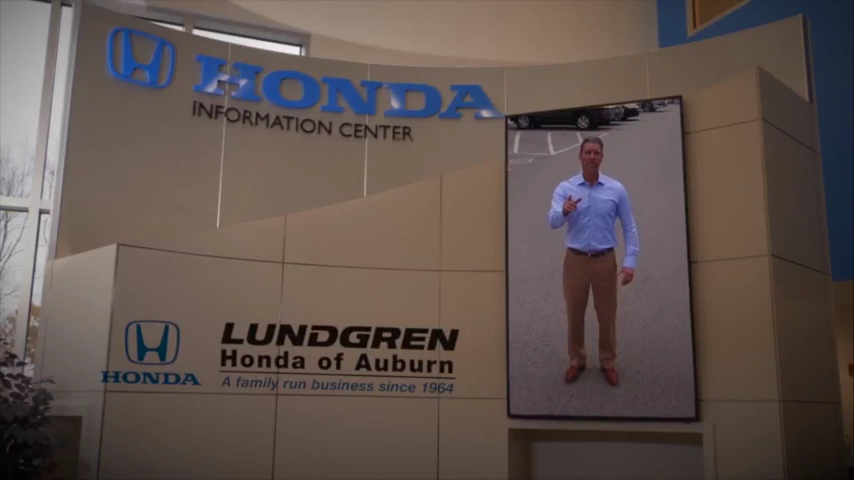 HONDA
INFORMATION CENTER
LUNDGREN
Honda of Auburn
HONDA
A family run business since 1964